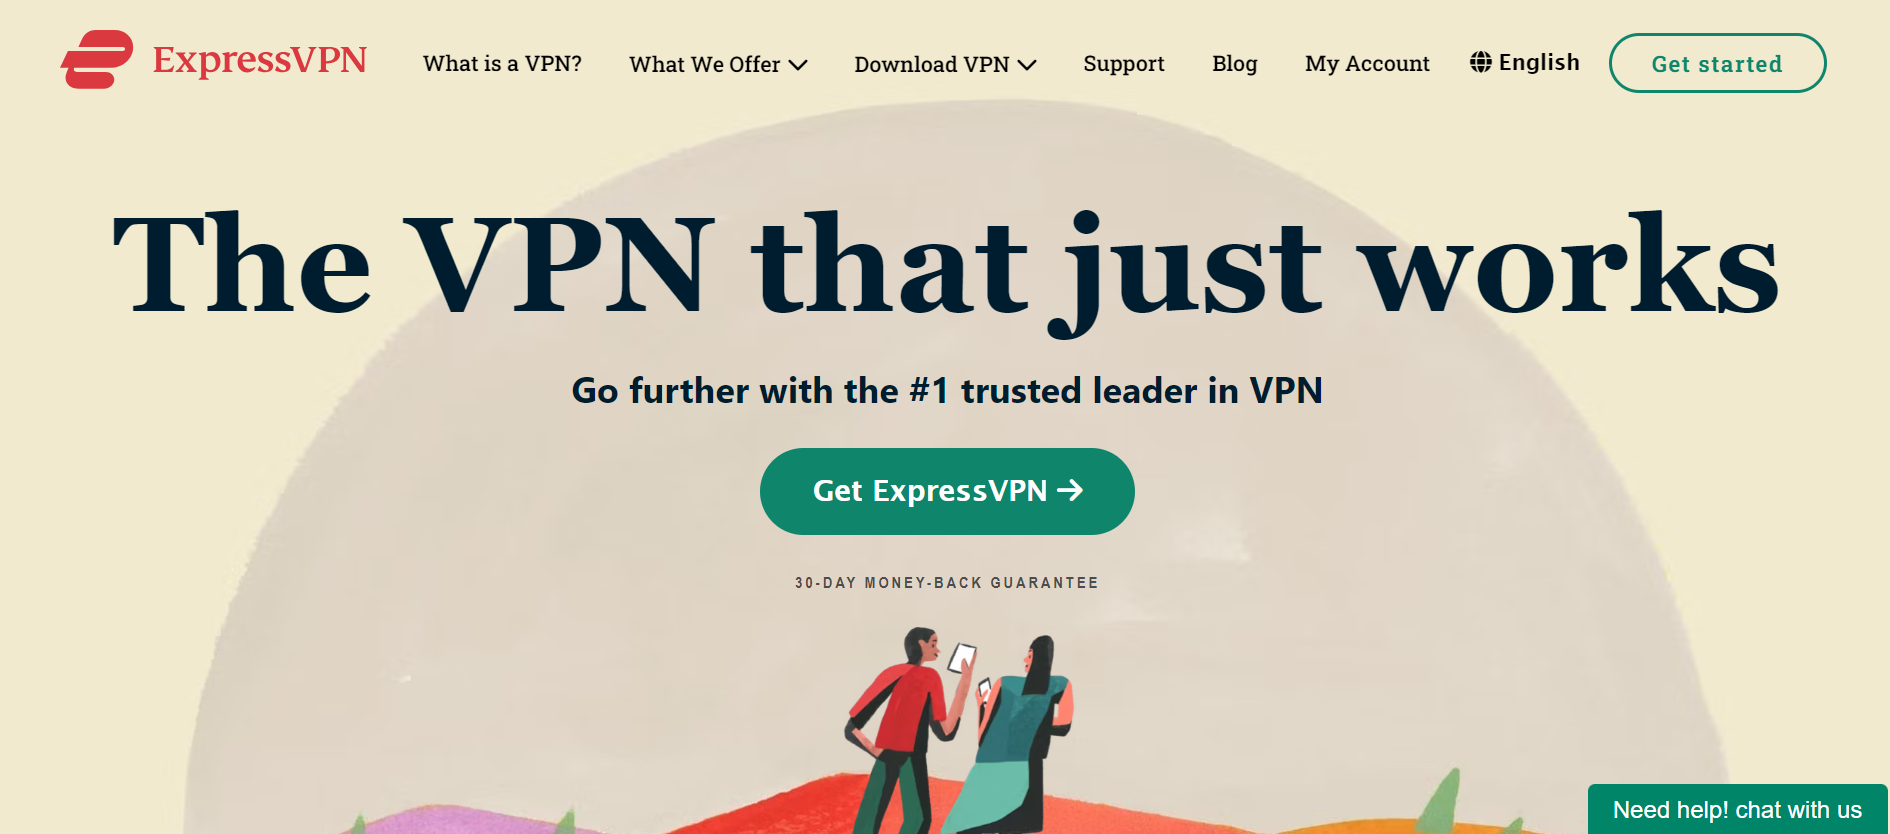 ExpressVPN
What is a VPN?
What We Offer
Download VPN
Support
Blog
My Account
English
Get started
The VPN that just works
Go further with the #1 trusted leader in VPN
Get ExpressVPN →
30-DAY MONEY-BACK GUARANTEE
Need help! chat with us